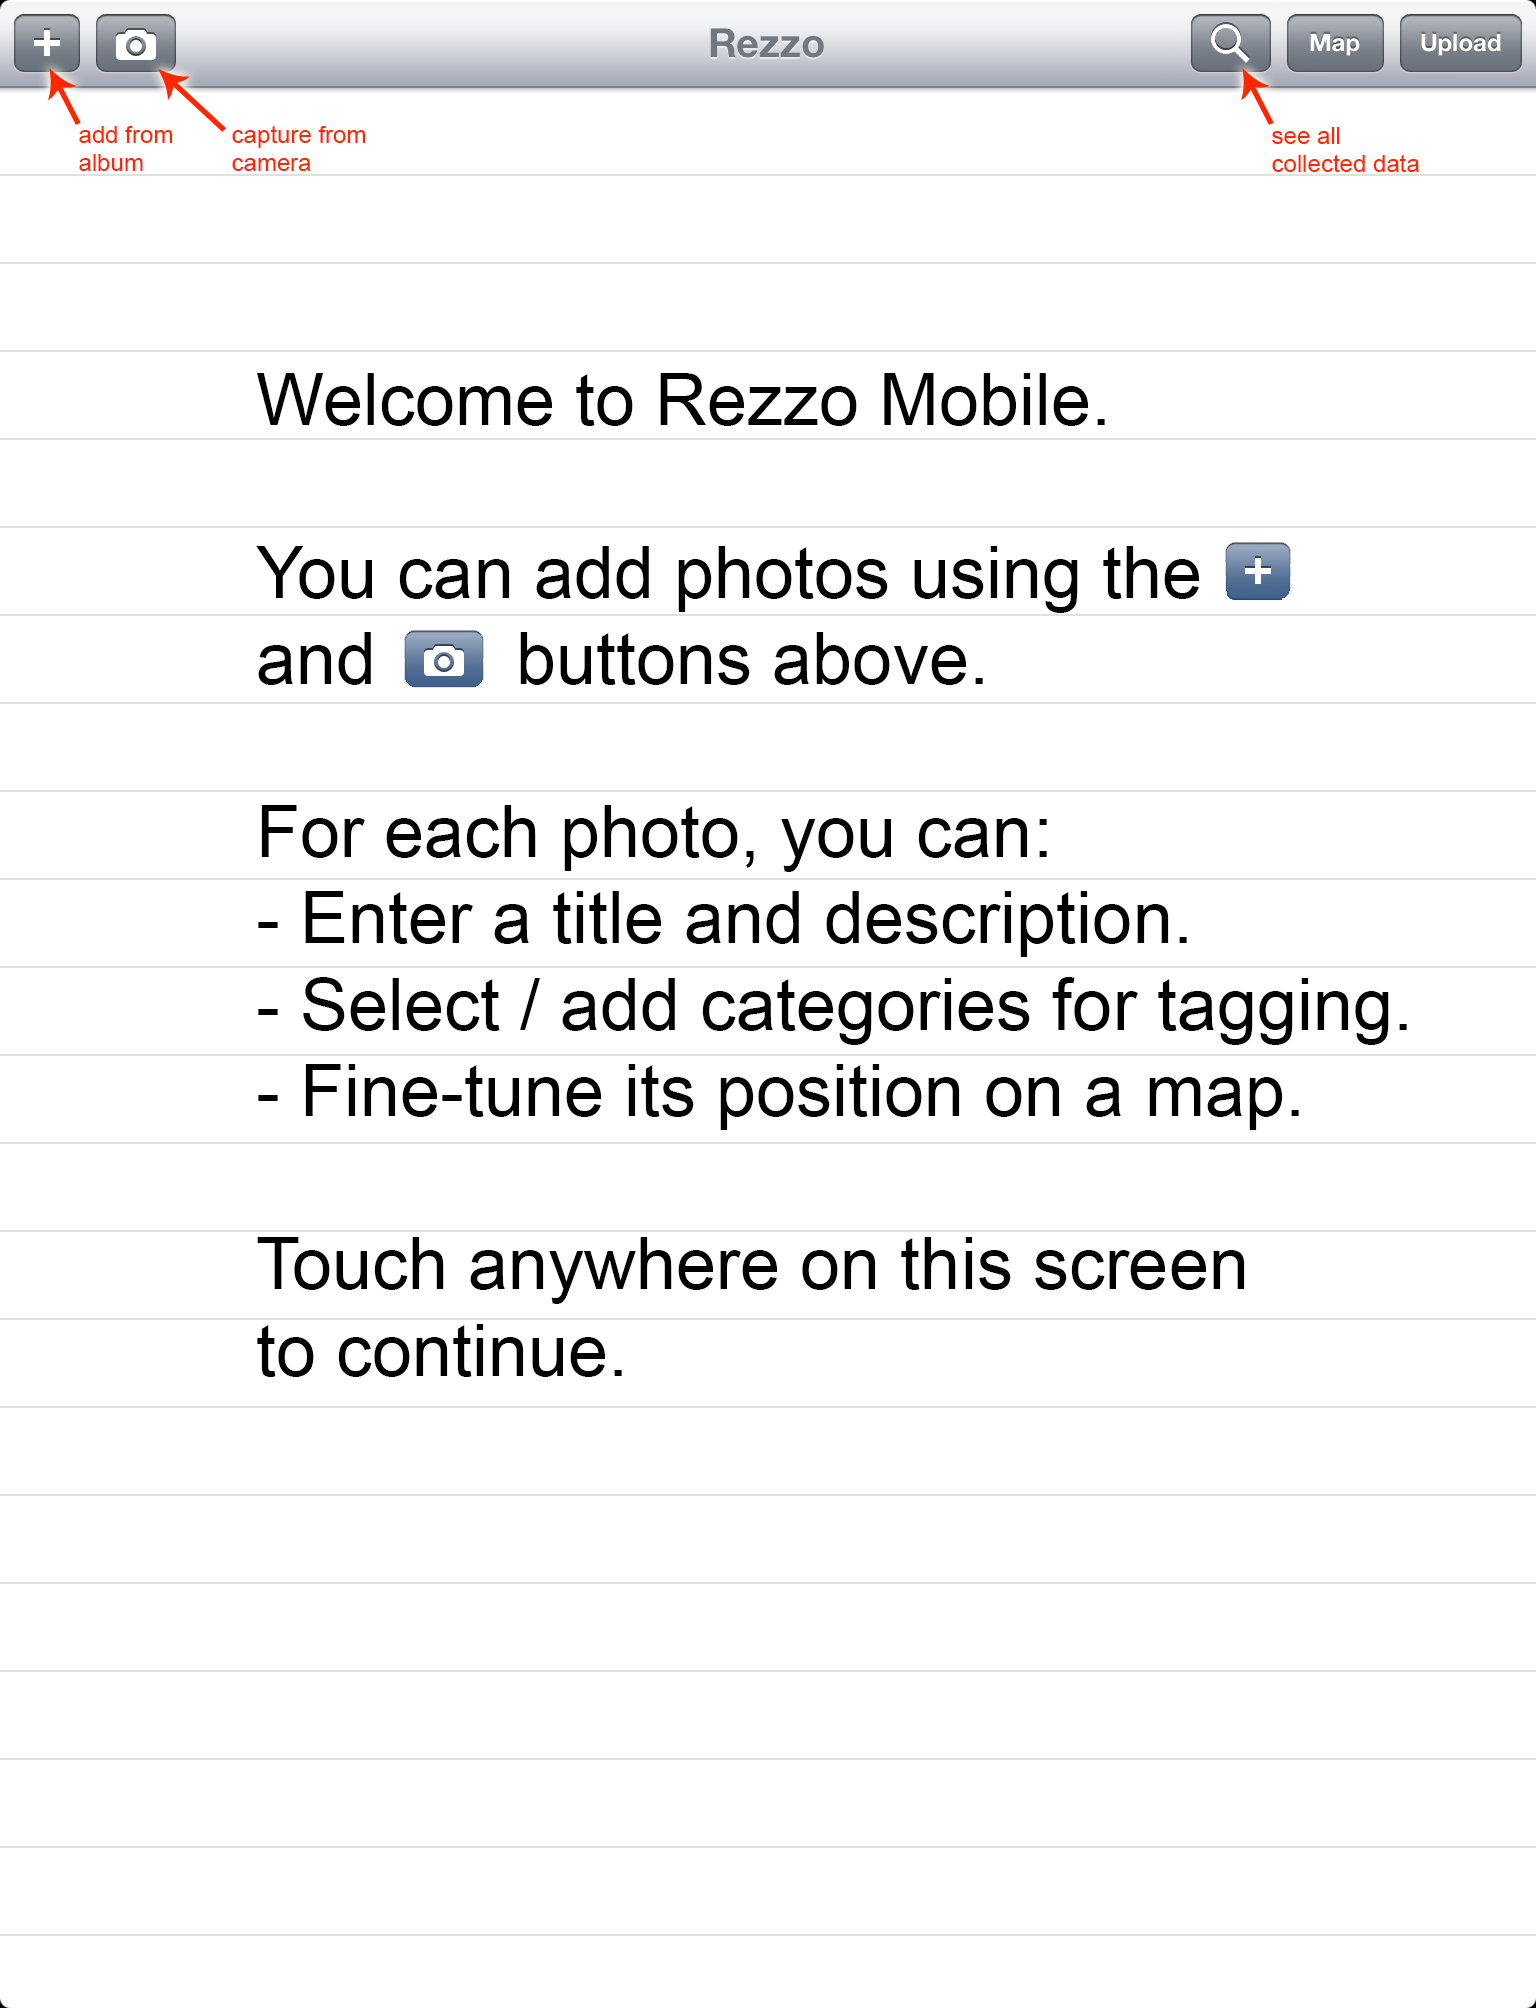 Rezzo
Map
Upload
add from
album
capture from
camera
see all
collected data
Welcome to Rezzo Mobile.
You can add photos using the
and buttons above.
For each photo, you can:
- Enter a title and description.
- Select / add categories for tagging.
- Fine-tune its position on a map.
Touch anywhere on this screen
to continue.